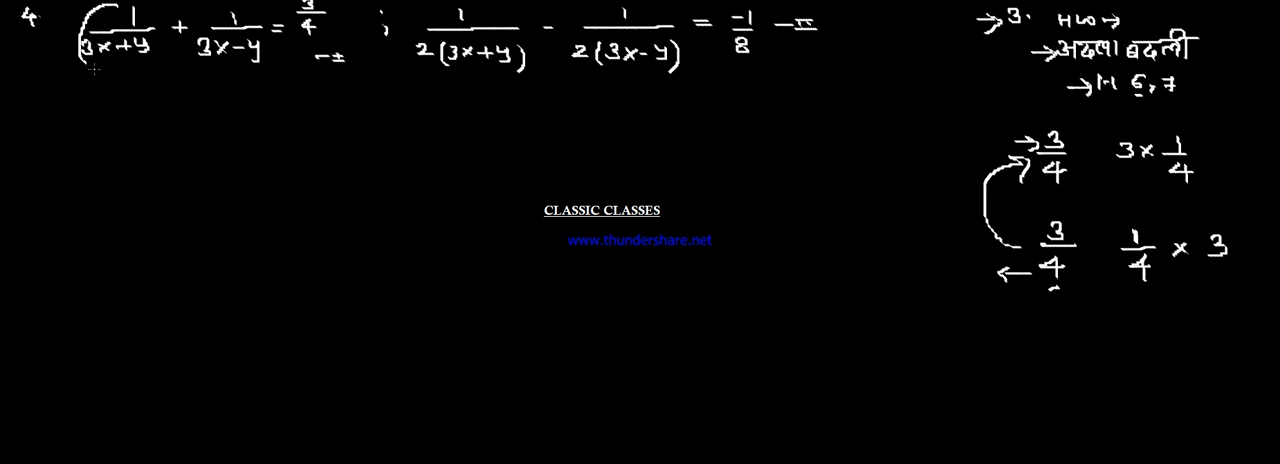 4. 1/(3x+y) + 1/(3x-y) = 3/4 -I ; 1/2(3x+y) - 1/2(3x-y) = -1/8 -II
→ 3. HW →
→ अदला बदली
→ 6, 7
→ 3/4 3 × 1/4
CLASSIC CLASSES
www.thundershare.net
← 3/4 1/4 × 3